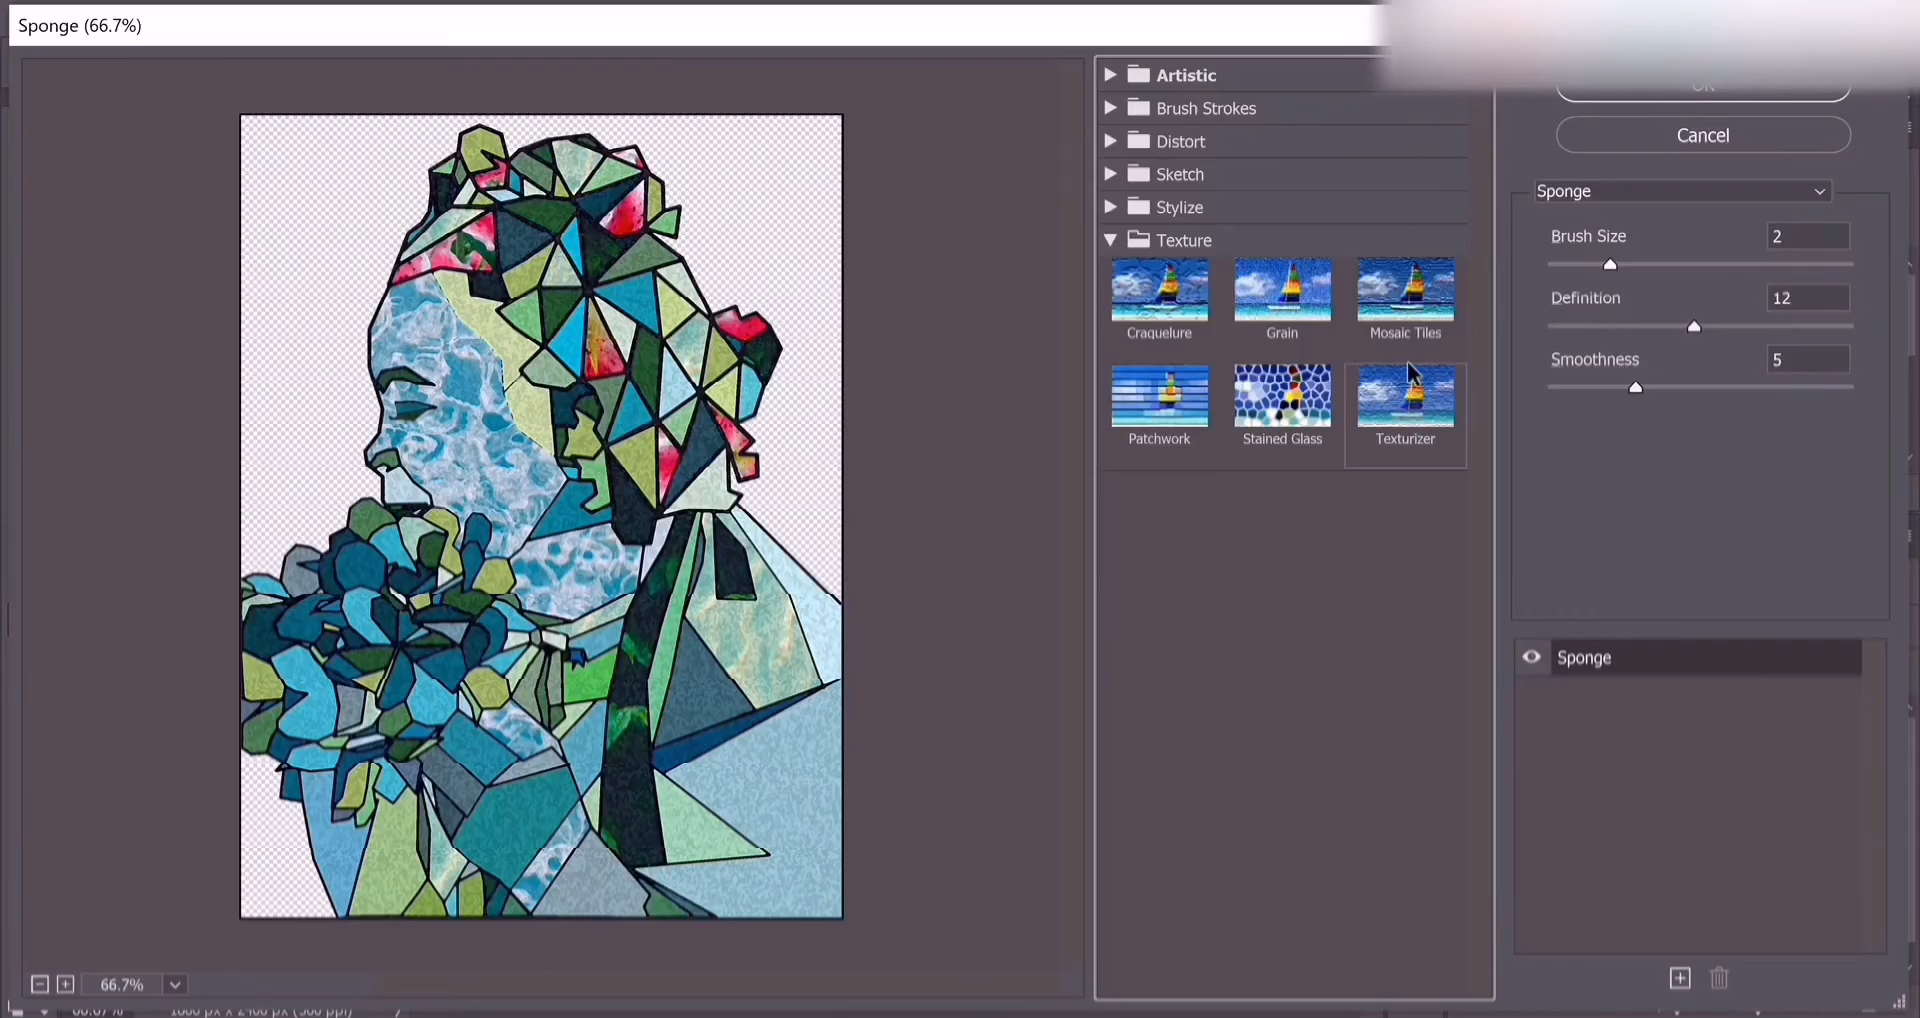 Sponge (66.7%)
Artistic
Brush Strokes
Distort
Sketch
Stylize
Texture
Craquelure
Grain
Mosaic Tiles
Patchwork
Stained Glass
Texturizer
Cancel
Sponge
Brush Size
2
Definition
12
Smoothness
5
Sponge
66.7%